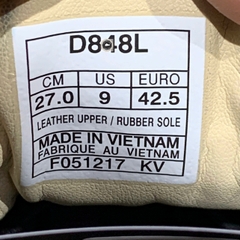 D848L
CM US EURO
27.0 9 42.5
LEATHER UPPER / RUBBER SOLE
MADE IN VIETNAM
FABRIQUE AU VIETNAM
F051217 KV